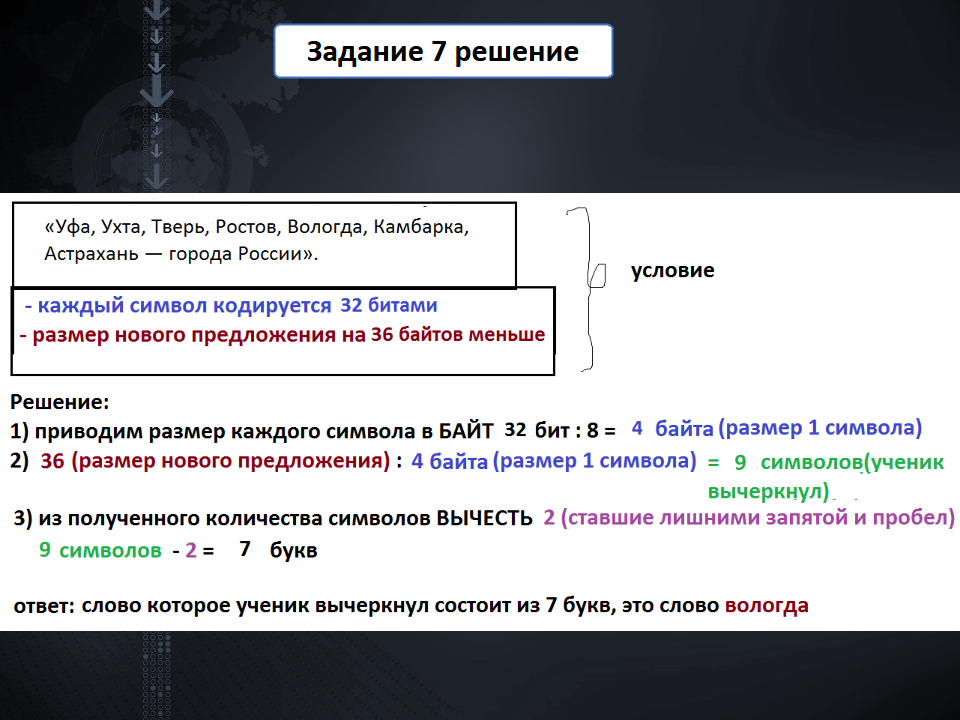 Задание 7 решение
«Уфа, Ухта, Тверь, Ростов, Вологда, Камбарка,
Астрахань — города России».
условие
- каждый символ кодируется 32 битами
- размер нового предложения на 36 байтов меньше
Решение:
1) приводим размер каждого символа в БАЙТ 32 бит : 8 = 4 байта (размер 1 символа)
2) 36 (размер нового предложения) : 4 байта (размер 1 символа) = 9 символов(ученик
вычеркнул)
3) из полученного количества символов ВЫЧЕСТЬ 2 (ставшие лишними запятой и пробел)
9 символов - 2 = 7 букв
ответ: слово которое ученик вычеркнул состоит из 7 букв, это слово вологда